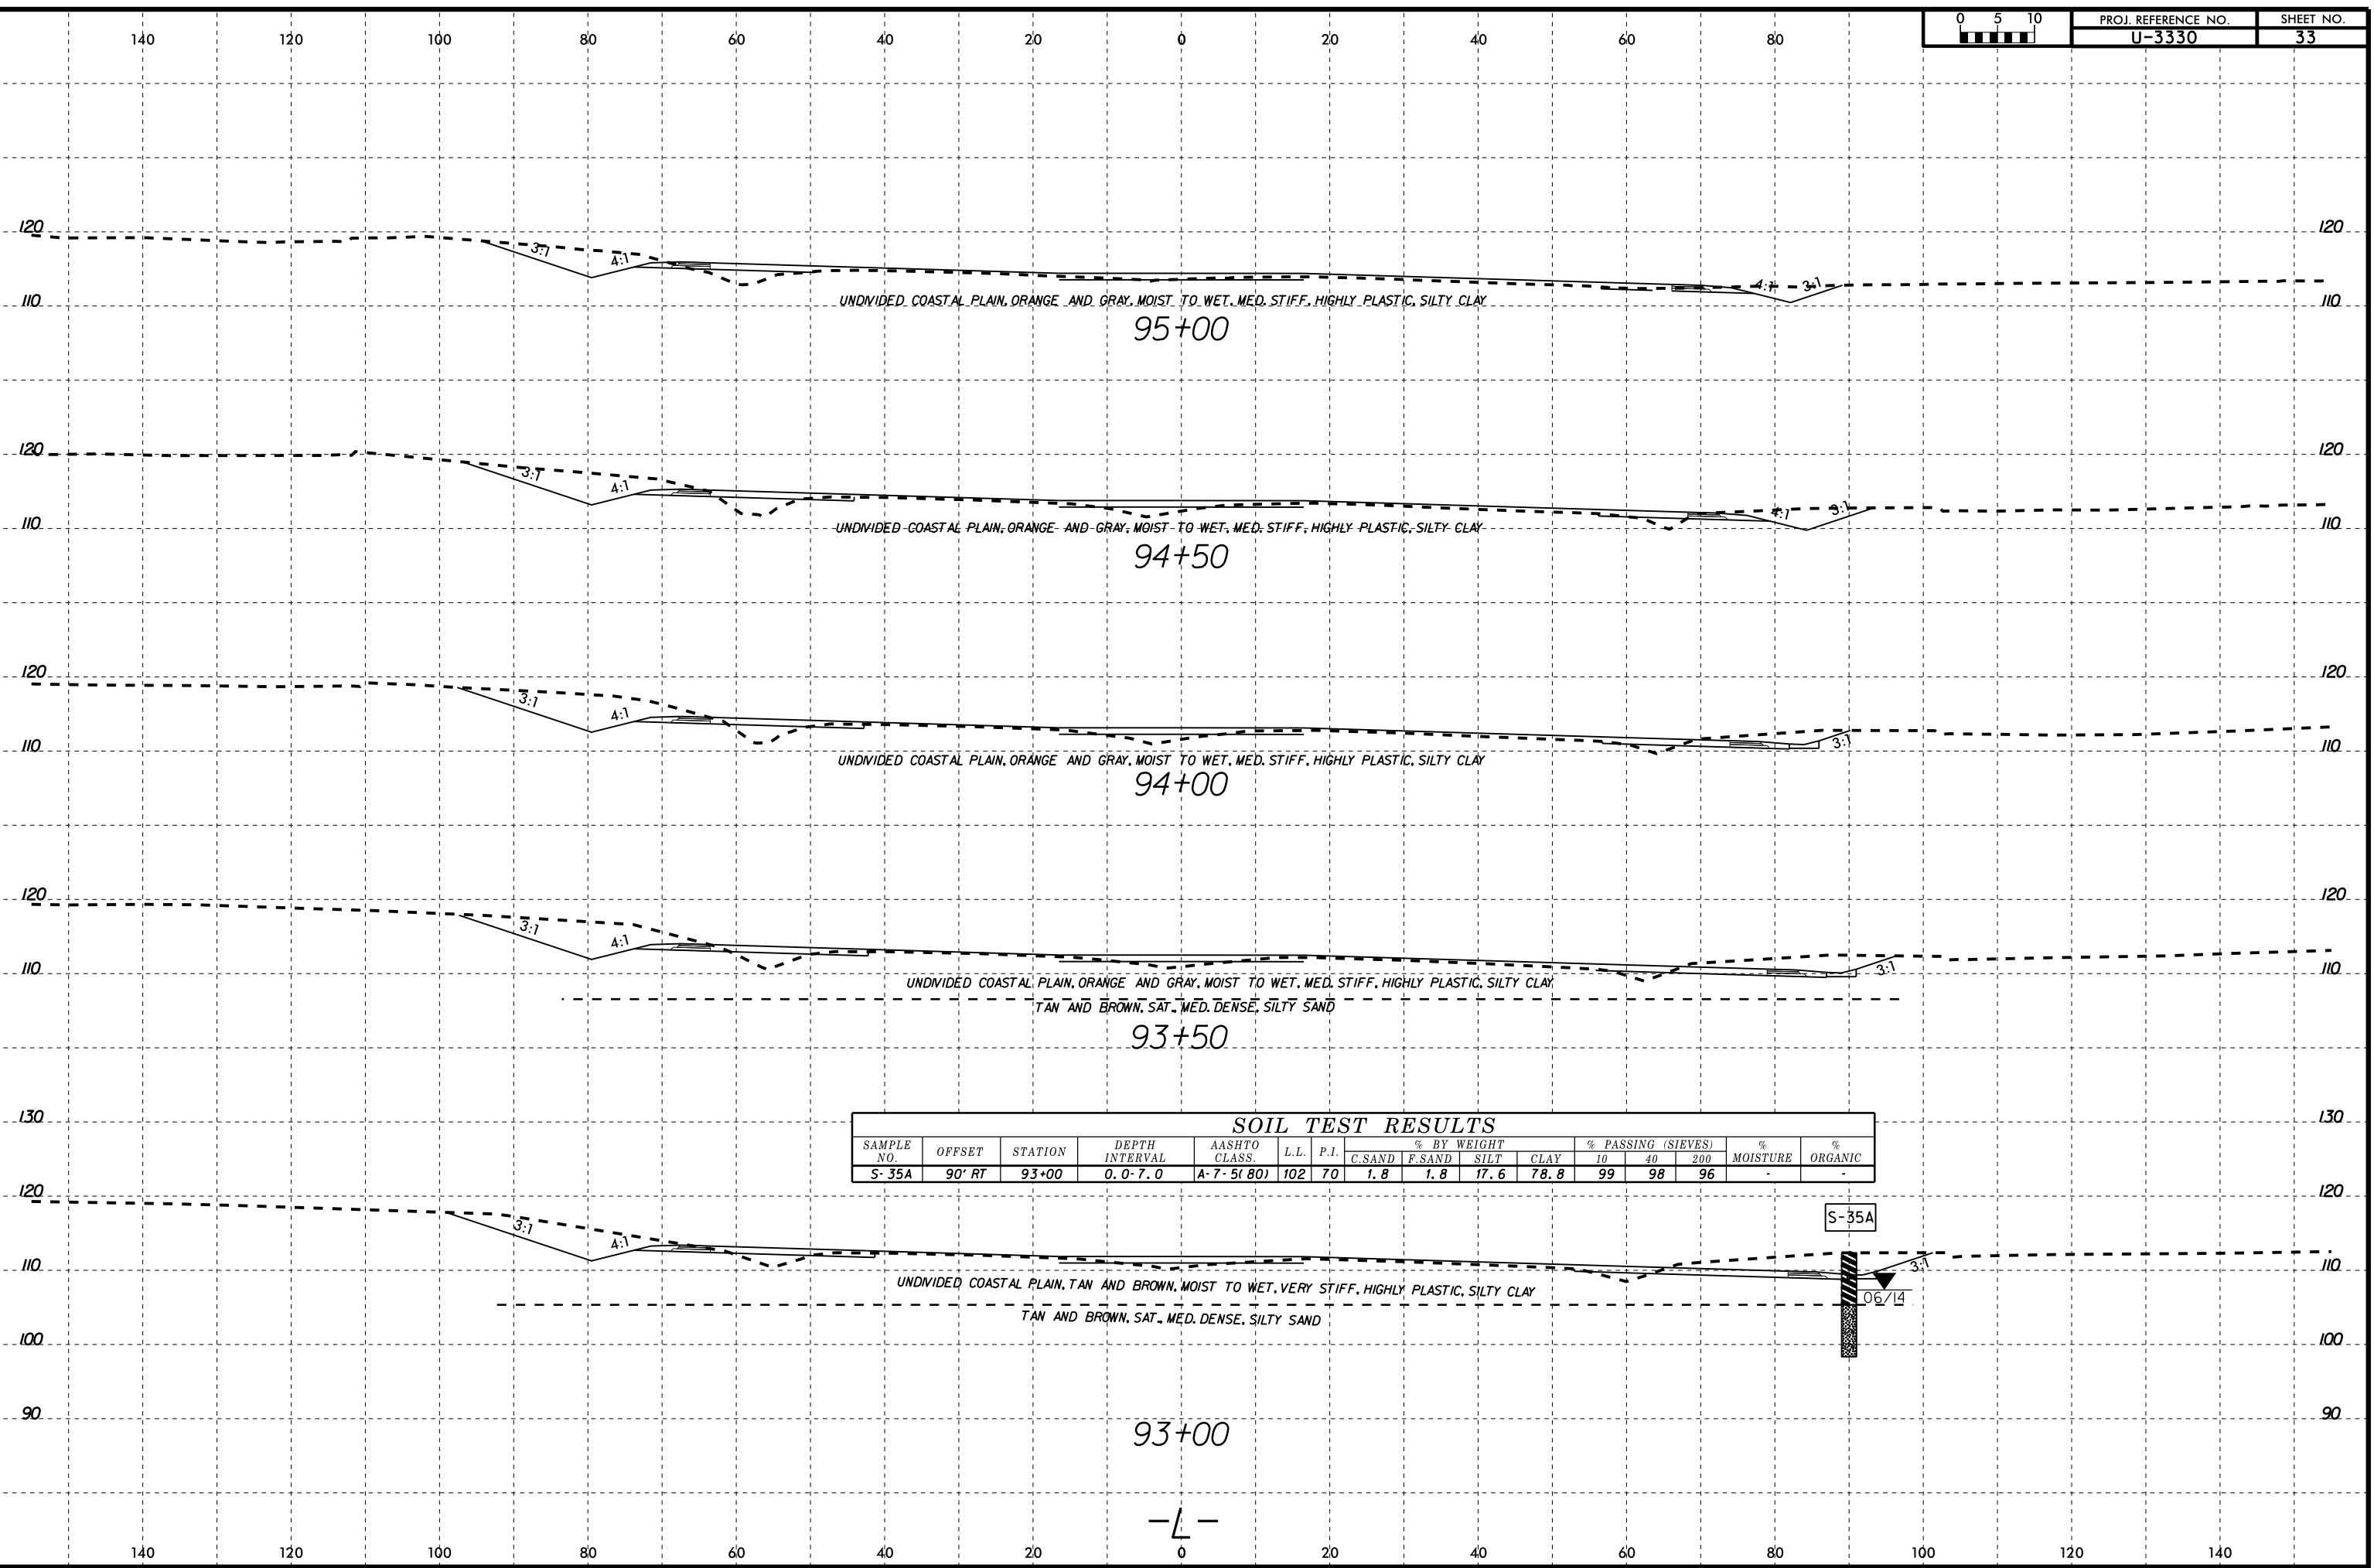 0 5 10 PROJ. REFERENCE NO. SHEET NO.
U-3330 33
140 120 100 80 60 40 20 0 20 40 60 80
120 120
3:1
4:1 4:1 3:1
110 110
UNDIVIDED COASTAL PLAIN, ORANGE AND GRAY, MOIST TO WET, MED. STIFF, HIGHLY PLASTIC, SILTY CLAY
95+00
120 120
3:1
4:1 4:1 3:1
110 110
UNDIVIDED COASTAL PLAIN, ORANGE AND GRAY, MOIST TO WET, MED. STIFF, HIGHLY PLASTIC, SILTY CLAY
94+50
120 120
3:1
4:1 3:1
110 110
UNDIVIDED COASTAL PLAIN, ORANGE AND GRAY, MOIST TO WET, MED. STIFF, HIGHLY PLASTIC, SILTY CLAY
94+00
120 120
3:1
4:1 3:1
110 110
UNDIVIDED COASTAL PLAIN, ORANGE AND GRAY, MOIST TO WET, MED. STIFF, HIGHLY PLASTIC, SILTY CLAY
TAN AND BROWN, SAT., MED. DENSE, SILTY SAND
93+50
130 130
SOIL TEST RESULTS
SAMPLE NO. OFFSET STATION DEPTH INTERVAL AASHTO CLASS. L.L. P.I. % BY WEIGHT % PASSING (SIEVES) % MOISTURE % ORGANIC
C.SAND F.SAND SILT CLAY 10 40 200
S-35A 90' RT 93+00 0.0-7.0 A-7-5(80) 102 70 1.8 1.8 17.6 78.8 99 98 96 - -
120 120
S-35A
3:1
4:1 3:1
110 110
UNDIVIDED COASTAL PLAIN, TAN AND BROWN, MOIST TO WET, VERY STIFF, HIGHLY PLASTIC, SILTY CLAY
06/14
TAN AND BROWN, SAT., MED. DENSE, SILTY SAND
100 100
90 90
93+00
-L-
140 120 100 80 60 40 20 0 20 40 60 80 100 120 140